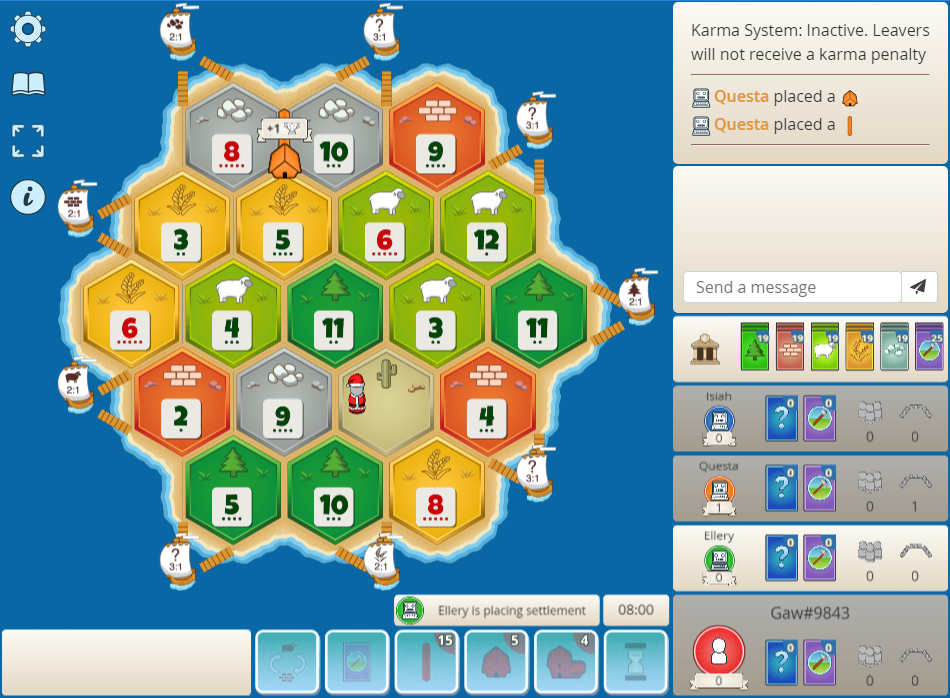 Karma System: Inactive. Leavers
will not receive a karma penalty
Questa placed a
Questa placed a
Send a message
19 19 19 19 19 25
Isiah
0 0 0 0 0
Questa
1 0 0 0 1
Ellery
0 0 0 0 0
Gaw#9843
0 0 0 0 0
2:1
?
3:1
8
+1
10
9
?
3:1
2:1
3
5
6
12
6
4
11
3
11
2:1
2:1
2
9
4
5
10
8
?
3:1
?
3:1
2:1
Ellery is placing settlement
08:00
15
5
4
i
? ? ? ?